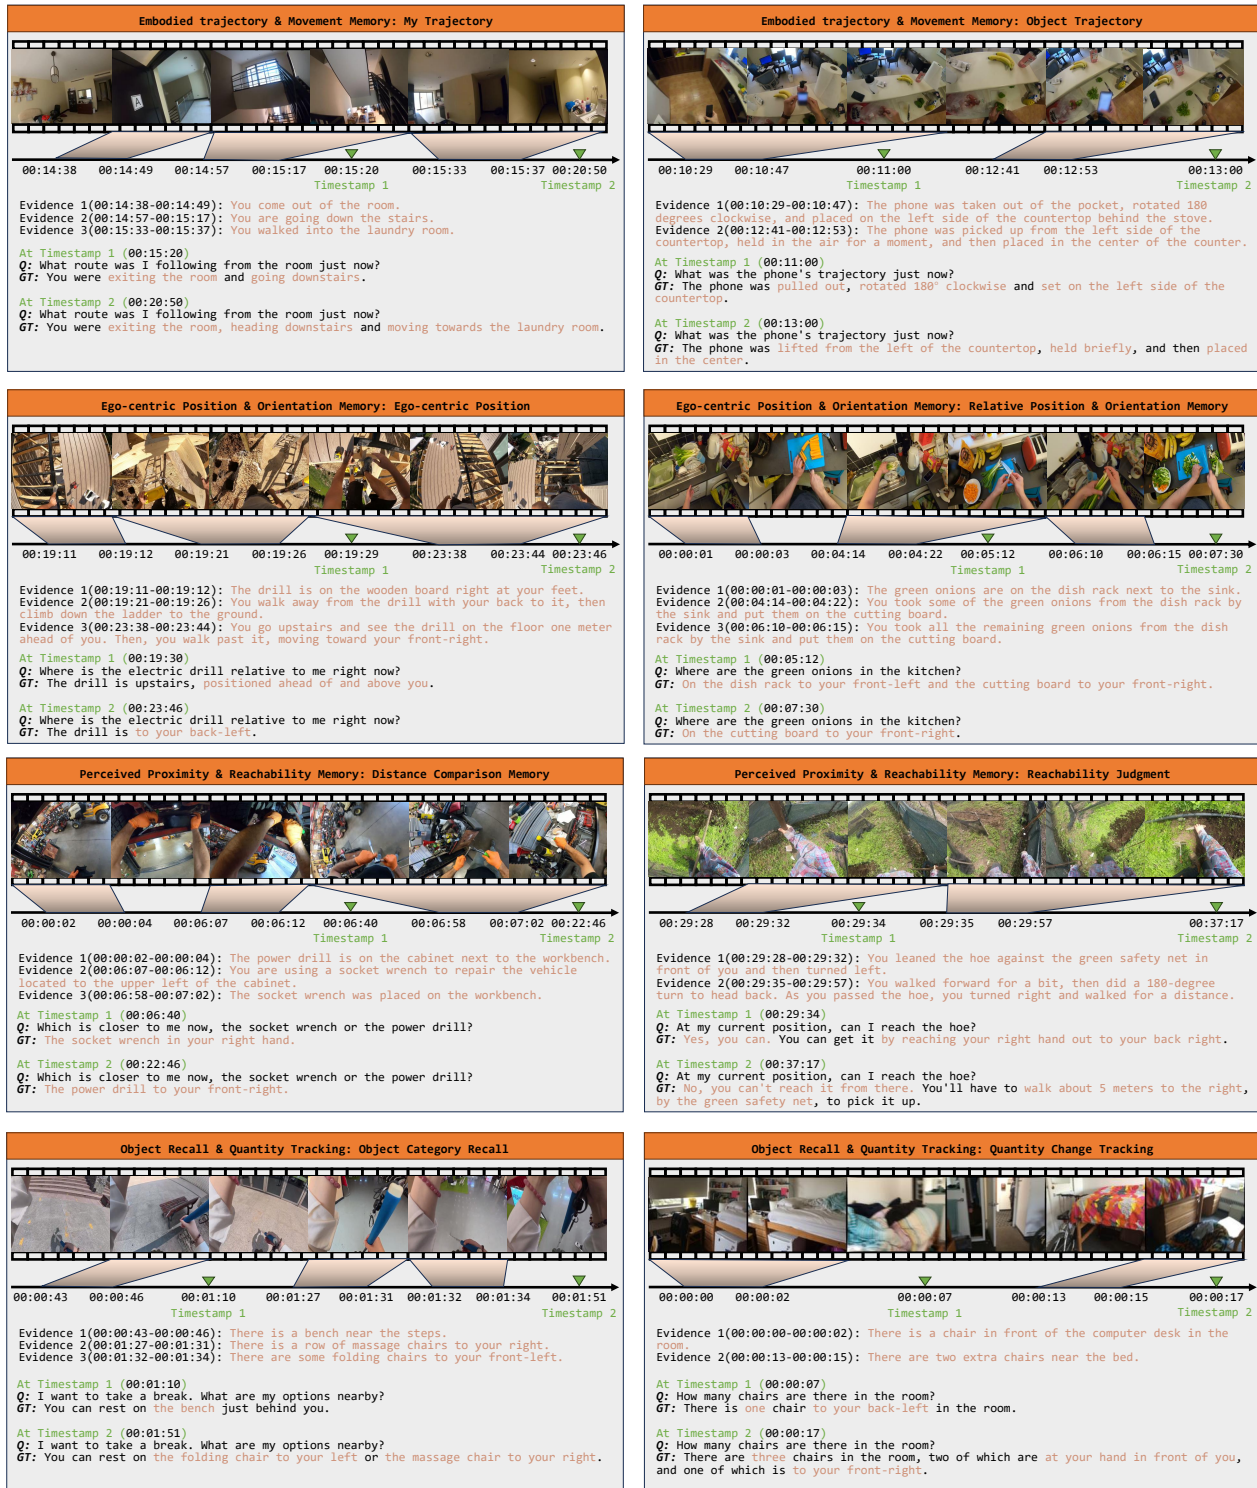 Embodied trajectory & Movement Memory: My Trajectory
A
00:14:38 00:14:49 00:14:57 00:15:17 00:15:20 00:15:33 00:15:37 00:20:50
Timestamp 1 Timestamp 2
Evidence 1(00:14:38-00:14:49): You come out of the room.
Evidence 2(00:14:57-00:15:17): You are going down the stairs.
Evidence 3(00:15:33-00:15:37): You walked into the laundry room.
At Timestamp 1 (00:15:20)
Q: What route was I following from the room just now?
GT: You were exiting the room and going downstairs.
At Timestamp 2 (00:20:50)
Q: What route was I following from the room just now?
GT: You were exiting the room, heading downstairs and moving towards the laundry room.
Embodied trajectory & Movement Memory: Object Trajectory
00:10:29 00:10:47 00:11:00 00:12:41 00:12:53 00:13:00
Timestamp 1 Timestamp 2
Evidence 1(00:10:29-00:10:47): The phone was taken out of the pocket, rotated 180
degrees clockwise, and placed on the left side of the countertop behind the stove.
Evidence 2(00:12:41-00:12:53): The phone was picked up from the left side of the
countertop, held in the air for a moment, and then placed in the center of the counter.
At Timestamp 1 (00:11:00)
Q: What was the phone's trajectory just now?
GT: The phone was pulled out, rotated 180° clockwise and set on the left side of the
countertop.
At Timestamp 2 (00:13:00)
Q: What was the phone's trajectory just now?
GT: The phone was lifted from the left of the countertop, held briefly, and then placed
in the center.
Ego-centric Position & Orientation Memory: Ego-centric Position
00:19:11 00:19:12 00:19:21 00:19:26 00:19:29 00:23:38 00:23:44 00:23:46
Timestamp 1 Timestamp 2
Evidence 1(00:19:11-00:19:12): The drill is on the wooden board right at your feet.
Evidence 2(00:19:21-00:19:26): You walk away from the drill with your back to it, then
climb down the ladder to the ground.
Evidence 3(00:23:38-00:23:44): You go upstairs and see the drill on the floor one meter
ahead of you. Then, you walk past it, moving toward your front-right.
At Timestamp 1 (00:19:30)
Q: Where is the electric drill relative to me right now?
GT: The drill is upstairs, positioned ahead of and above you.
At Timestamp 2 (00:23:46)
Q: Where is the electric drill relative to me right now?
GT: The drill is to your back-left.
Ego-centric Position & Orientation Memory: Relative Position & Orientation Memory
00:00:01 00:00:03 00:04:14 00:04:22 00:05:12 00:06:10 00:06:15 00:07:30
Timestamp 1 Timestamp 2
Evidence 1(00:00:01-00:00:03): The green onions are on the dish rack next to the sink.
Evidence 2(00:04:14-00:04:22): You took some of the green onions from the dish rack by
the sink and put them on the cutting board.
Evidence 3(00:06:10-00:06:15): You took all the remaining green onions from the dish
rack by the sink and put them on the cutting board.
At Timestamp 1 (00:05:12)
Q: Where are the green onions in the kitchen?
GT: On the dish rack to your front-left and the cutting board to your front-right.
At Timestamp 2 (00:07:30)
Q: Where are the green onions in the kitchen?
GT: On the cutting board to your front-right.
Perceived Proximity & Reachability Memory: Distance Comparison Memory
00:00:02 00:00:04 00:06:07 00:06:12 00:06:40 00:06:58 00:07:02 00:22:46
Timestamp 1 Timestamp 2
Evidence 1(00:00:02-00:00:04): The power drill is on the cabinet next to the workbench.
Evidence 2(00:06:07-00:06:12): You are using a socket wrench to repair the vehicle
located to the upper left of the cabinet.
Evidence 3(00:06:58-00:07:02): The socket wrench was placed on the workbench.
At Timestamp 1 (00:06:40)
Q: Which is closer to me now, the socket wrench or the power drill?
GT: The socket wrench in your right hand.
At Timestamp 2 (00:22:46)
Q: Which is closer to me now, the socket wrench or the power drill?
GT: The power drill to your front-right.
Perceived Proximity & Reachability Memory: Reachability Judgment
00:29:28 00:29:32 00:29:34 00:29:35 00:29:57 00:37:17
Timestamp 1 Timestamp 2
Evidence 1(00:29:28-00:29:32): You leaned the hoe against the green safety net in
front of you and then turned left.
Evidence 2(00:29:35-00:29:57): You walked forward for a bit, then did a 180-degree
turn to head back. As you passed the hoe, you turned right and walked for a distance.
At Timestamp 1 (00:29:34)
Q: At my current position, can I reach the hoe?
GT: Yes, you can. You can get it by reaching your right hand out to your back right.
At Timestamp 2 (00:37:17)
Q: At my current position, can I reach the hoe?
GT: No, you can't reach it from there. You'll have to walk about 5 meters to the right,
by the green safety net, to pick it up.
Object Recall & Quantity Tracking: Object Category Recall
00:00:43 00:00:46 00:01:10 00:01:27 00:01:31 00:01:32 00:01:34 00:01:51
Timestamp 1 Timestamp 2
Evidence 1(00:00:43-00:00:46): There is a bench near the steps.
Evidence 2(00:01:27-00:01:31): There is a row of massage chairs to your right.
Evidence 3(00:01:32-00:01:34): There are some folding chairs to your front-left.
At Timestamp 1 (00:01:10)
Q: I want to take a break. What are my options nearby?
GT: You can rest on the bench just behind you.
At Timestamp 2 (00:01:51)
Q: I want to take a break. What are my options nearby?
GT: You can rest on the folding chair to your left or the massage chair to your right.
Object Recall & Quantity Tracking: Quantity Change Tracking
00:00:00 00:00:02 00:00:07 00:00:13 00:00:15 00:00:17
Timestamp 1 Timestamp 2
Evidence 1(00:00:00-00:00:02): There is a chair in front of the computer desk in the
room.
Evidence 2(00:00:13-00:00:15): There are two extra chairs near the bed.
At Timestamp 1 (00:00:07)
Q: How many chairs are there in the room?
GT: There is one chair to your back-left in the room.
At Timestamp 2 (00:00:17)
Q: How many chairs are there in the room?
GT: There are three chairs in the room, two of which are at your hand in front of you,
and one of which is to your front-right.